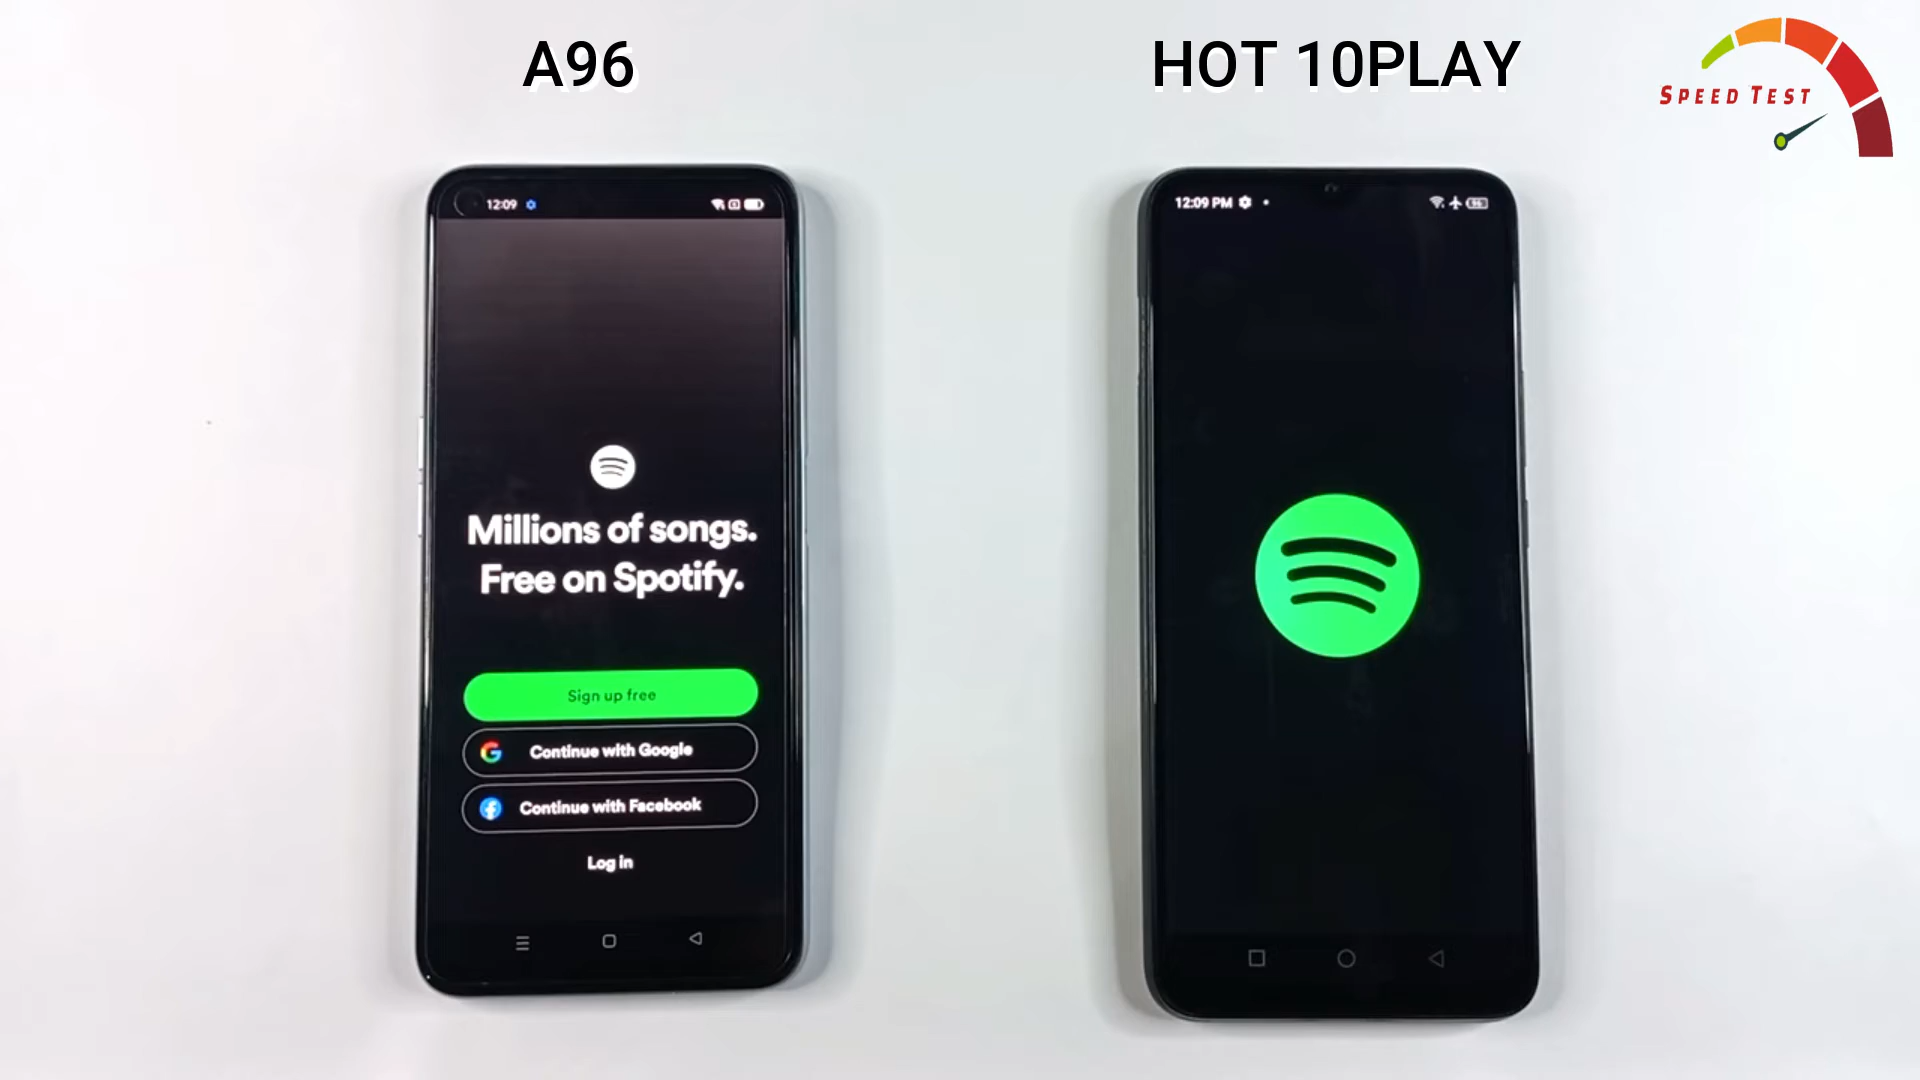 A96
HOT 10PLAY
SPEED TEST
12:09
12:09 PM
Millions of songs.
Free on Spotify.
Sign up free
Continue with Google
Continue with Facebook
Log in